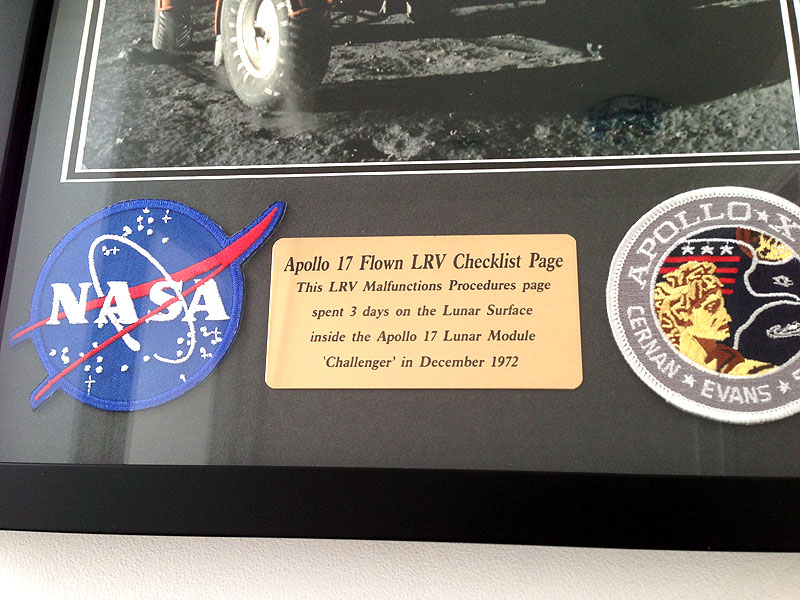 NASA
Apollo 17 Flown LRV Checklist Page
This LRV Malfunctions Procedures page
spent 3 days on the Lunar Surface
inside the Apollo 17 Lunar Module
'Challenger' in December 1972
APOLLO★X
CERNAN ★ EVANS ★ S